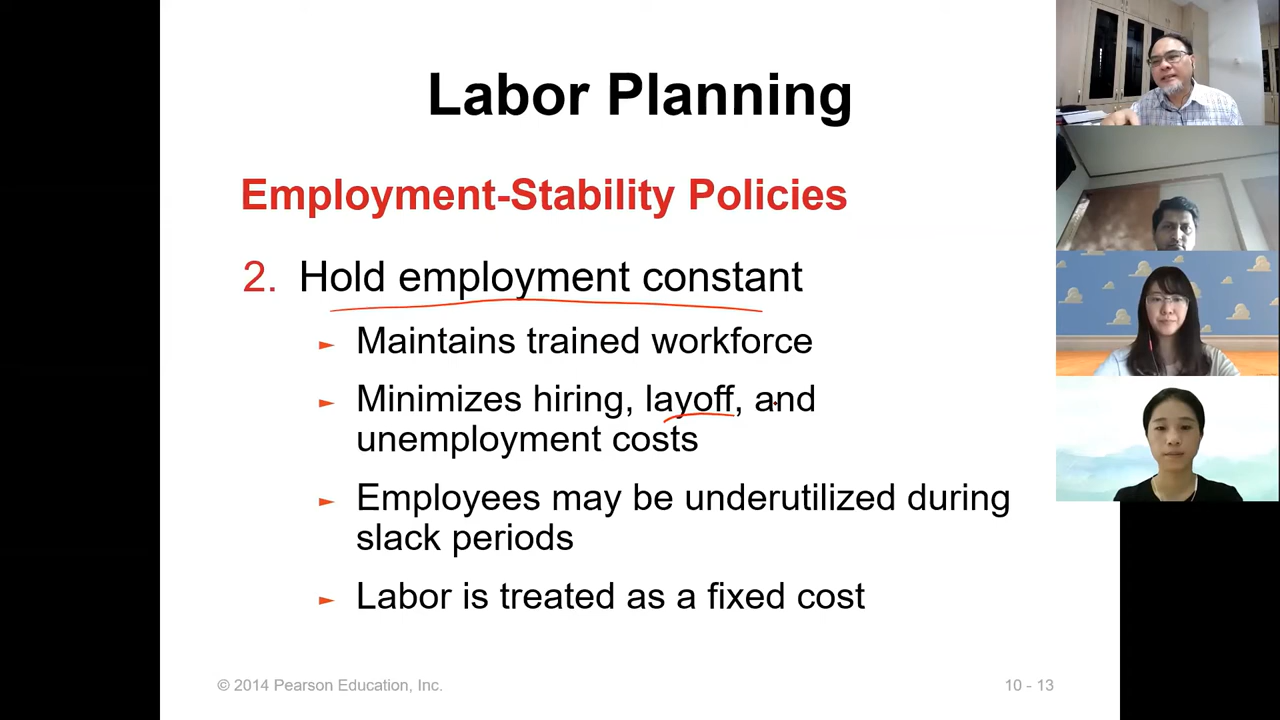 Labor Planning
Employment-Stability Policies
2. Hold employment constant
► Maintains trained workforce
► Minimizes hiring, layoff, and
unemployment costs
► Employees may be underutilized during
slack periods
► Labor is treated as a fixed cost
© 2014 Pearson Education, Inc.
10 - 13